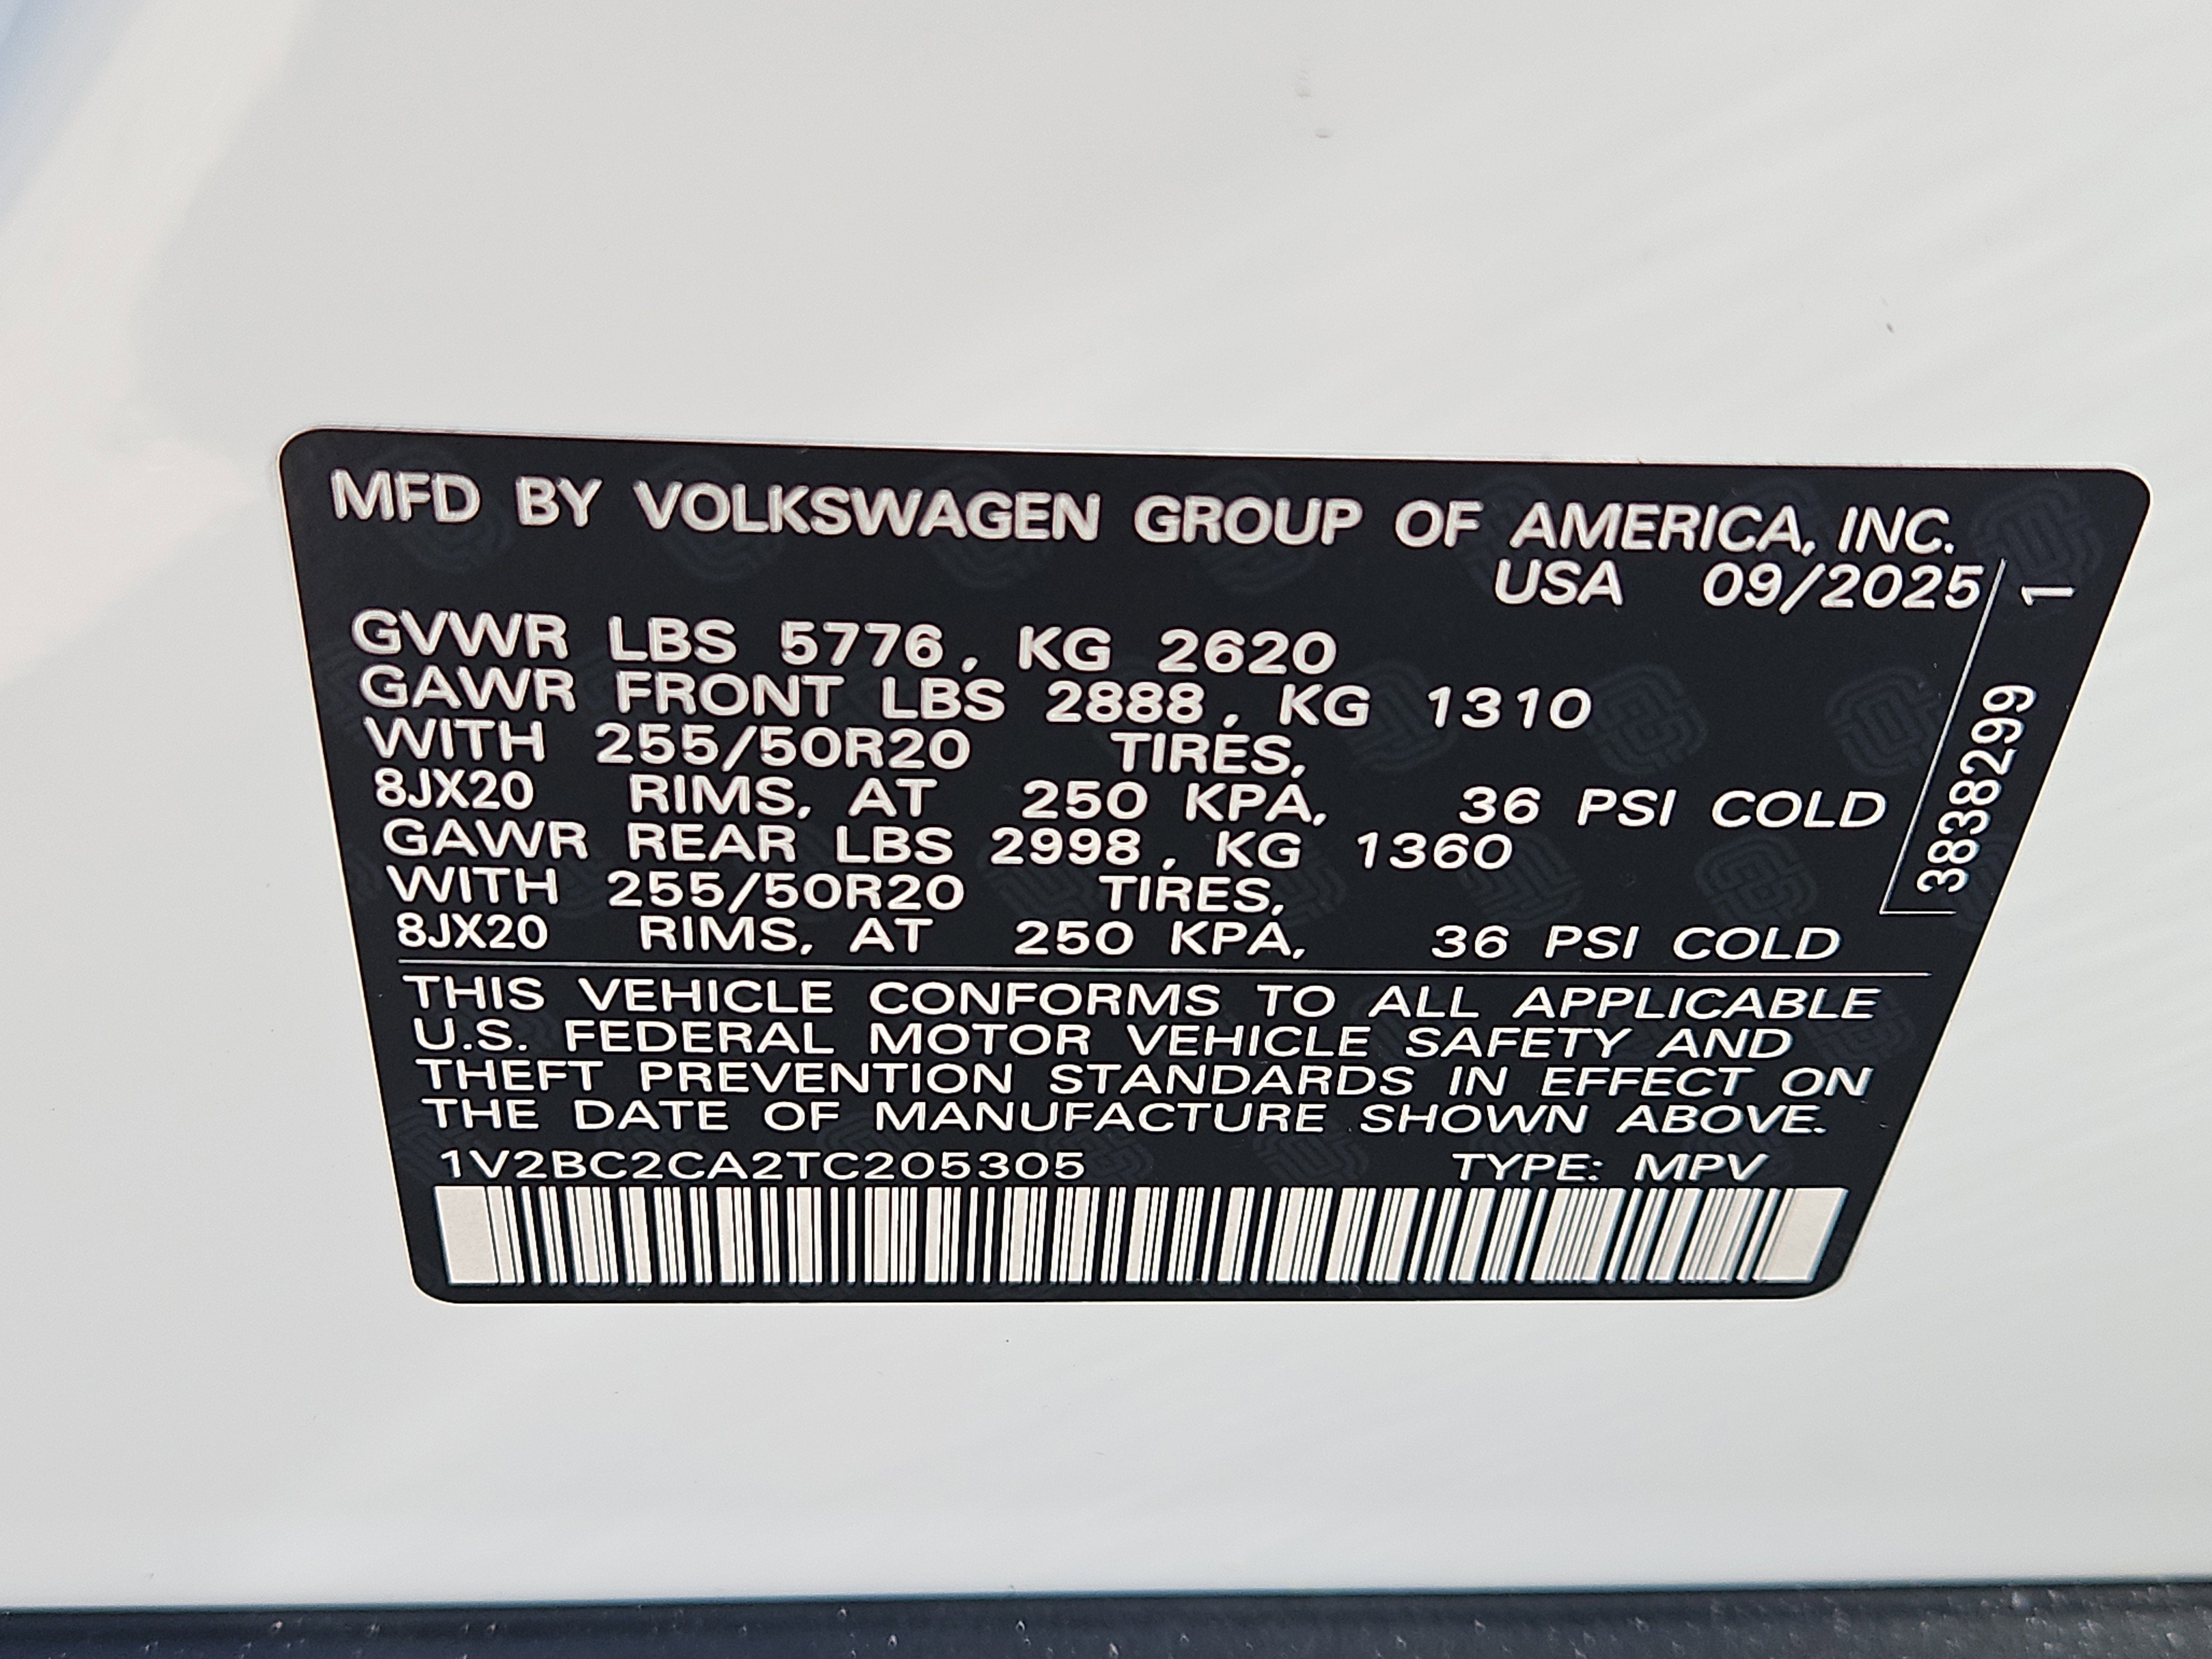 MFD BY VOLKSWAGEN GROUP OF AMERICA, INC.
USA 09/2025
GVWR LBS 5776, KG 2620
GAWR FRONT LBS 2888, KG 1310
WITH 255/50R20 TIRES,
8JX20 RIMS, AT 250 KPA, 36 PSI COLD
GAWR REAR LBS 2998, KG 1360
WITH 255/50R20 TIRES,
8JX20 RIMS, AT 250 KPA, 36 PSI COLD
3838299 1
THIS VEHICLE CONFORMS TO ALL APPLICABLE
U.S. FEDERAL MOTOR VEHICLE SAFETY AND
THEFT PREVENTION STANDARDS IN EFFECT ON
THE DATE OF MANUFACTURE SHOWN ABOVE.
1V2BC2CA2TC205305 TYPE: MPV